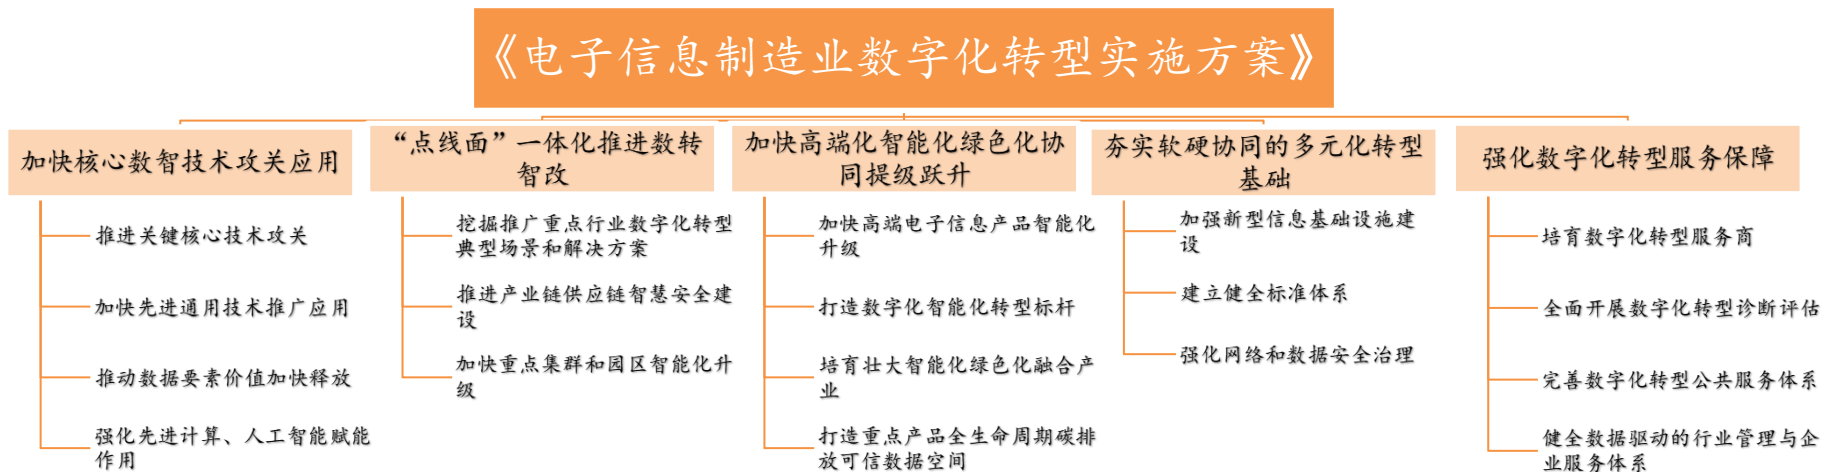 《电子信息制造业数字化转型实施方案》
加快核心数智技术攻关应用
推进关键核心技术攻关
加快先进通用技术推广应用
推动数据要素价值加快释放
强化先进计算、人工智能赋能
作用
“点线面”一体化推进数转
智改
挖掘推广重点行业数字化转型
典型场景和解决方案
推进产业链供应链智慧安全建
设
加快重点集群和园区智能化升
级
加快高端化智能化绿色化协
同提级跃升
加快高端电子信息产品智能化
升级
打造数字化智能化转型标杆
培育壮大智能化绿色化融合产
业
打造重点产品全生命周期碳排
放可信数据空间
夯实软硬协同的多元化转型
基础
加强新型信息基础设施建
设
建立健全标准体系
强化网络和数据安全治理
强化数字化转型服务保障
培育数字化转型服务商
全面开展数字化转型诊断评估
完善数字化转型公共服务体系
健全数据驱动的行业管理与企
业服务体系